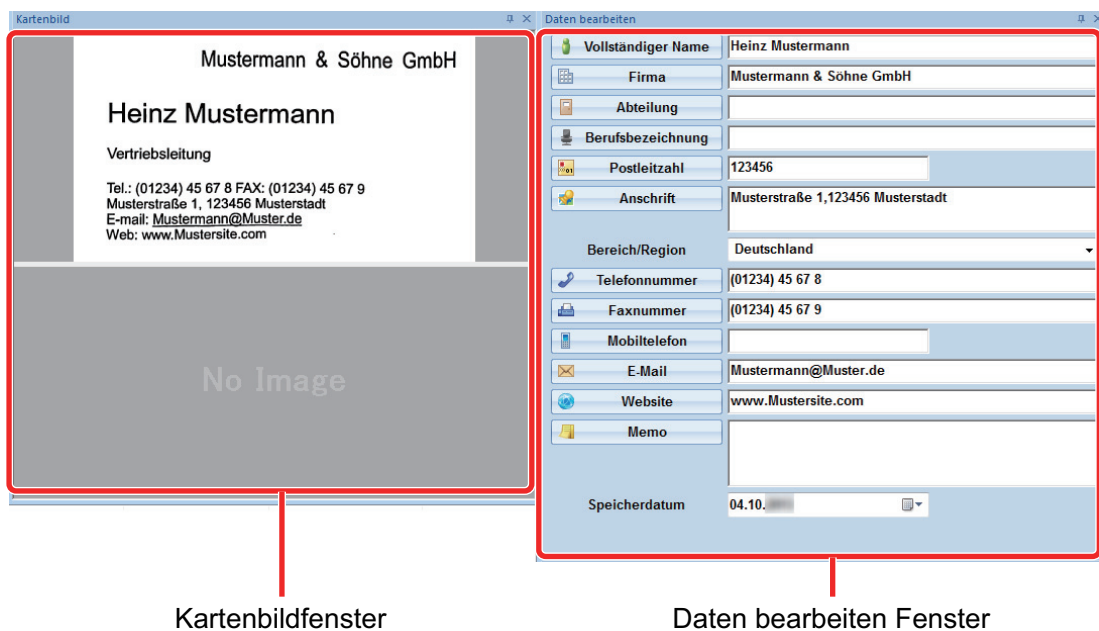 Kartenbild
Mustermann & Söhne GmbH
Heinz Mustermann
Vertriebsleitung
Tel.: (01234) 45 67 8 FAX: (01234) 45 67 9
Musterstraße 1, 123456 Musterstadt
E-mail: Mustermann@Muster.de
Web: www.Mustersite.com
No Image
Daten bearbeiten
Vollständiger Name Heinz Mustermann
Firma Mustermann & Söhne GmbH
Abteilung
Berufsbezeichnung
Postleitzahl 123456
Anschrift Musterstraße 1,123456 Musterstadt
Bereich/Region Deutschland
Telefonnummer (01234) 45 67 8
Faxnummer (01234) 45 67 9
Mobiltelefon
E-Mail Mustermann@Muster.de
Website www.Mustersite.com
Memo
Speicherdatum 04.10.
Kartenbildfenster
Daten bearbeiten Fenster